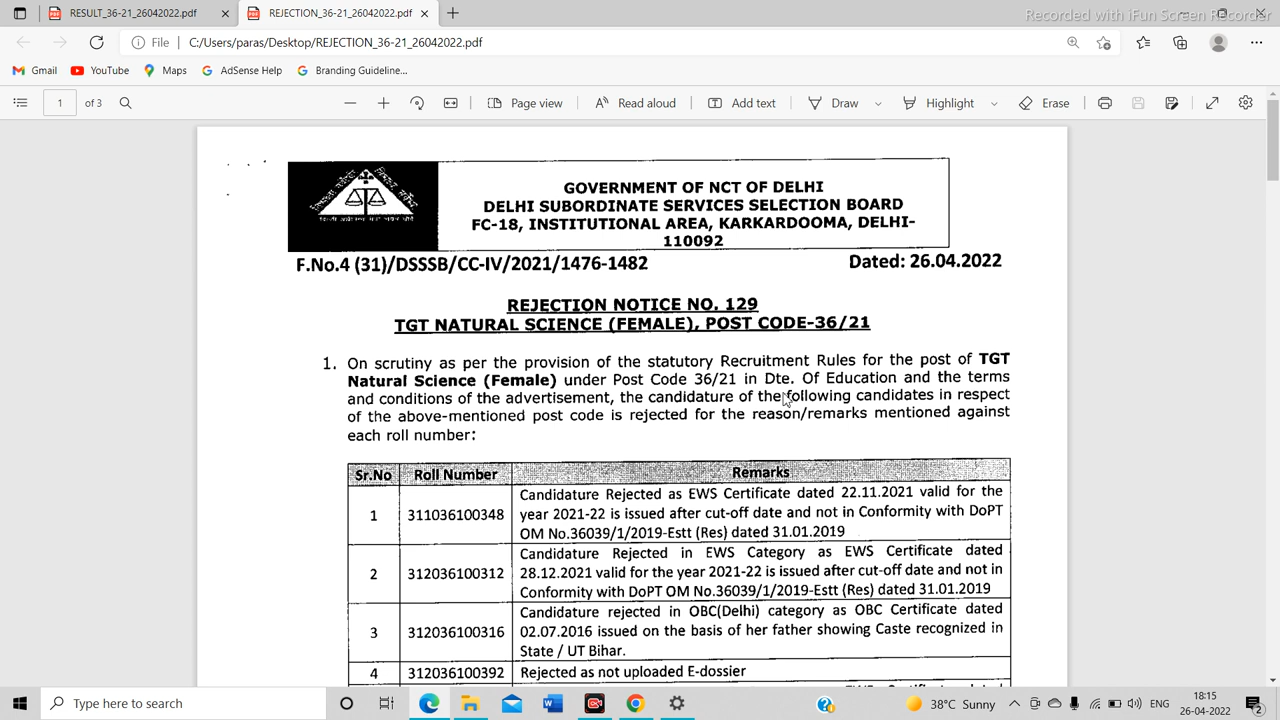 RESULT_36-21_26042022.pdf
REJECTION_36-21_26042022.pdf
Recorded with iFun Screen Recorder
File
C:/Users/paras/Desktop/REJECTION_36-21_26042022.pdf
Gmail
YouTube
Maps
AdSense Help
Branding Guideline...
1
of 3
Page view
Read aloud
Add text
Draw
Highlight
Erase
GOVERNMENT OF NCT OF DELHI
DELHI SUBORDINATE SERVICES SELECTION BOARD
FC-18, INSTITUTIONAL AREA, KARKARDOOMA, DELHI-
110092
F.No.4 (31)/DSSSB/CC-IV/2021/1476-1482
Dated: 26.04.2022
REJECTION NOTICE NO. 129
TGT NATURAL SCIENCE (FEMALE), POST CODE-36/21
1. On scrutiny as per the provision of the statutory Recruitment Rules for the post of TGT
Natural Science (Female) under Post Code 36/21 in Dte. Of Education and the terms
and conditions of the advertisement, the candidature of the following candidates in respect
of the above-mentioned post code is rejected for the reason/remarks mentioned against
each roll number:
Sr.No
Roll Number
Remarks
1
311036100348
Candidature Rejected as EWS Certificate dated 22.11.2021 valid for the
year 2021-22 is issued after cut-off date and not in Conformity with DoPT
OM No.36039/1/2019-Estt (Res) dated 31.01.2019
2
312036100312
Candidature Rejected in EWS Category as EWS Certificate dated
28.12.2021 valid for the year 2021-22 is issued after cut-off date and not in
Conformity with DoPT OM No.36039/1/2019-Estt (Res) dated 31.01.2019
3
312036100316
Candidature rejected in OBC(Delhi) category as OBC Certificate dated
02.07.2016 issued on the basis of her father showing Caste recognized in
State / UT Bihar.
4
312036100392
Rejected as not uploaded E-dossier
Type here to search
38°C Sunny
ENG
18:15
26-04-2022
2